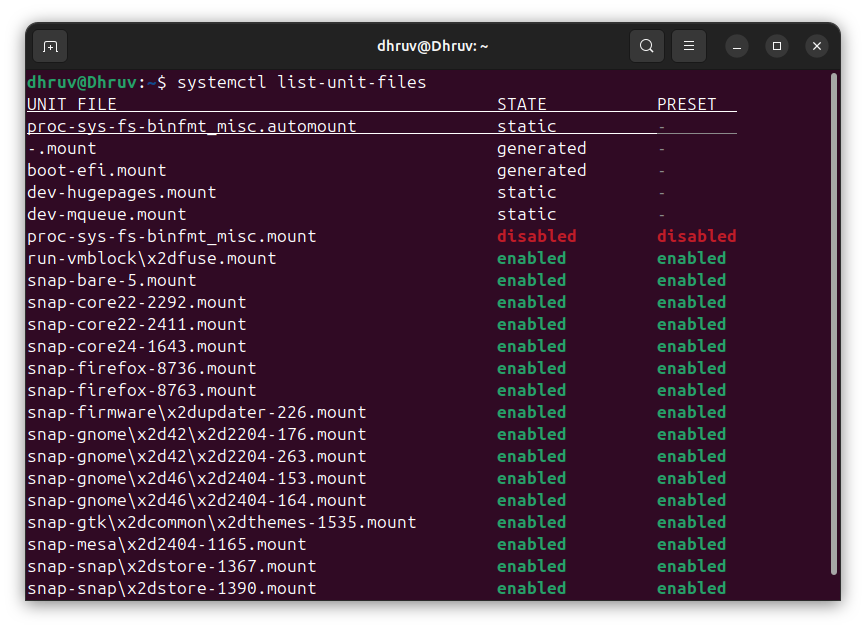 dhruv@Dhruv: ~
dhruv@Dhruv:~$ systemctl list-unit-files
UNIT FILE STATE PRESET
proc-sys-fs-binfmt_misc.automount static -
-.mount generated -
boot-efi.mount generated -
dev-hugepages.mount static -
dev-mqueue.mount static -
proc-sys-fs-binfmt_misc.mount disabled disabled
run-vmblock\x2dfuse.mount enabled enabled
snap-bare-5.mount enabled enabled
snap-core22-2292.mount enabled enabled
snap-core22-2411.mount enabled enabled
snap-core24-1643.mount enabled enabled
snap-firefox-8736.mount enabled enabled
snap-firefox-8763.mount enabled enabled
snap-firmware\x2dupdater-226.mount enabled enabled
snap-gnome\x2d42\x2d2204-176.mount enabled enabled
snap-gnome\x2d42\x2d2204-263.mount enabled enabled
snap-gnome\x2d46\x2d2404-153.mount enabled enabled
snap-gnome\x2d46\x2d2404-164.mount enabled enabled
snap-gtk\x2dcommon\x2dthemes-1535.mount enabled enabled
snap-mesa\x2d2404-1165.mount enabled enabled
snap-snap\x2dstore-1367.mount enabled enabled
snap-snap\x2dstore-1390.mount enabled enabled